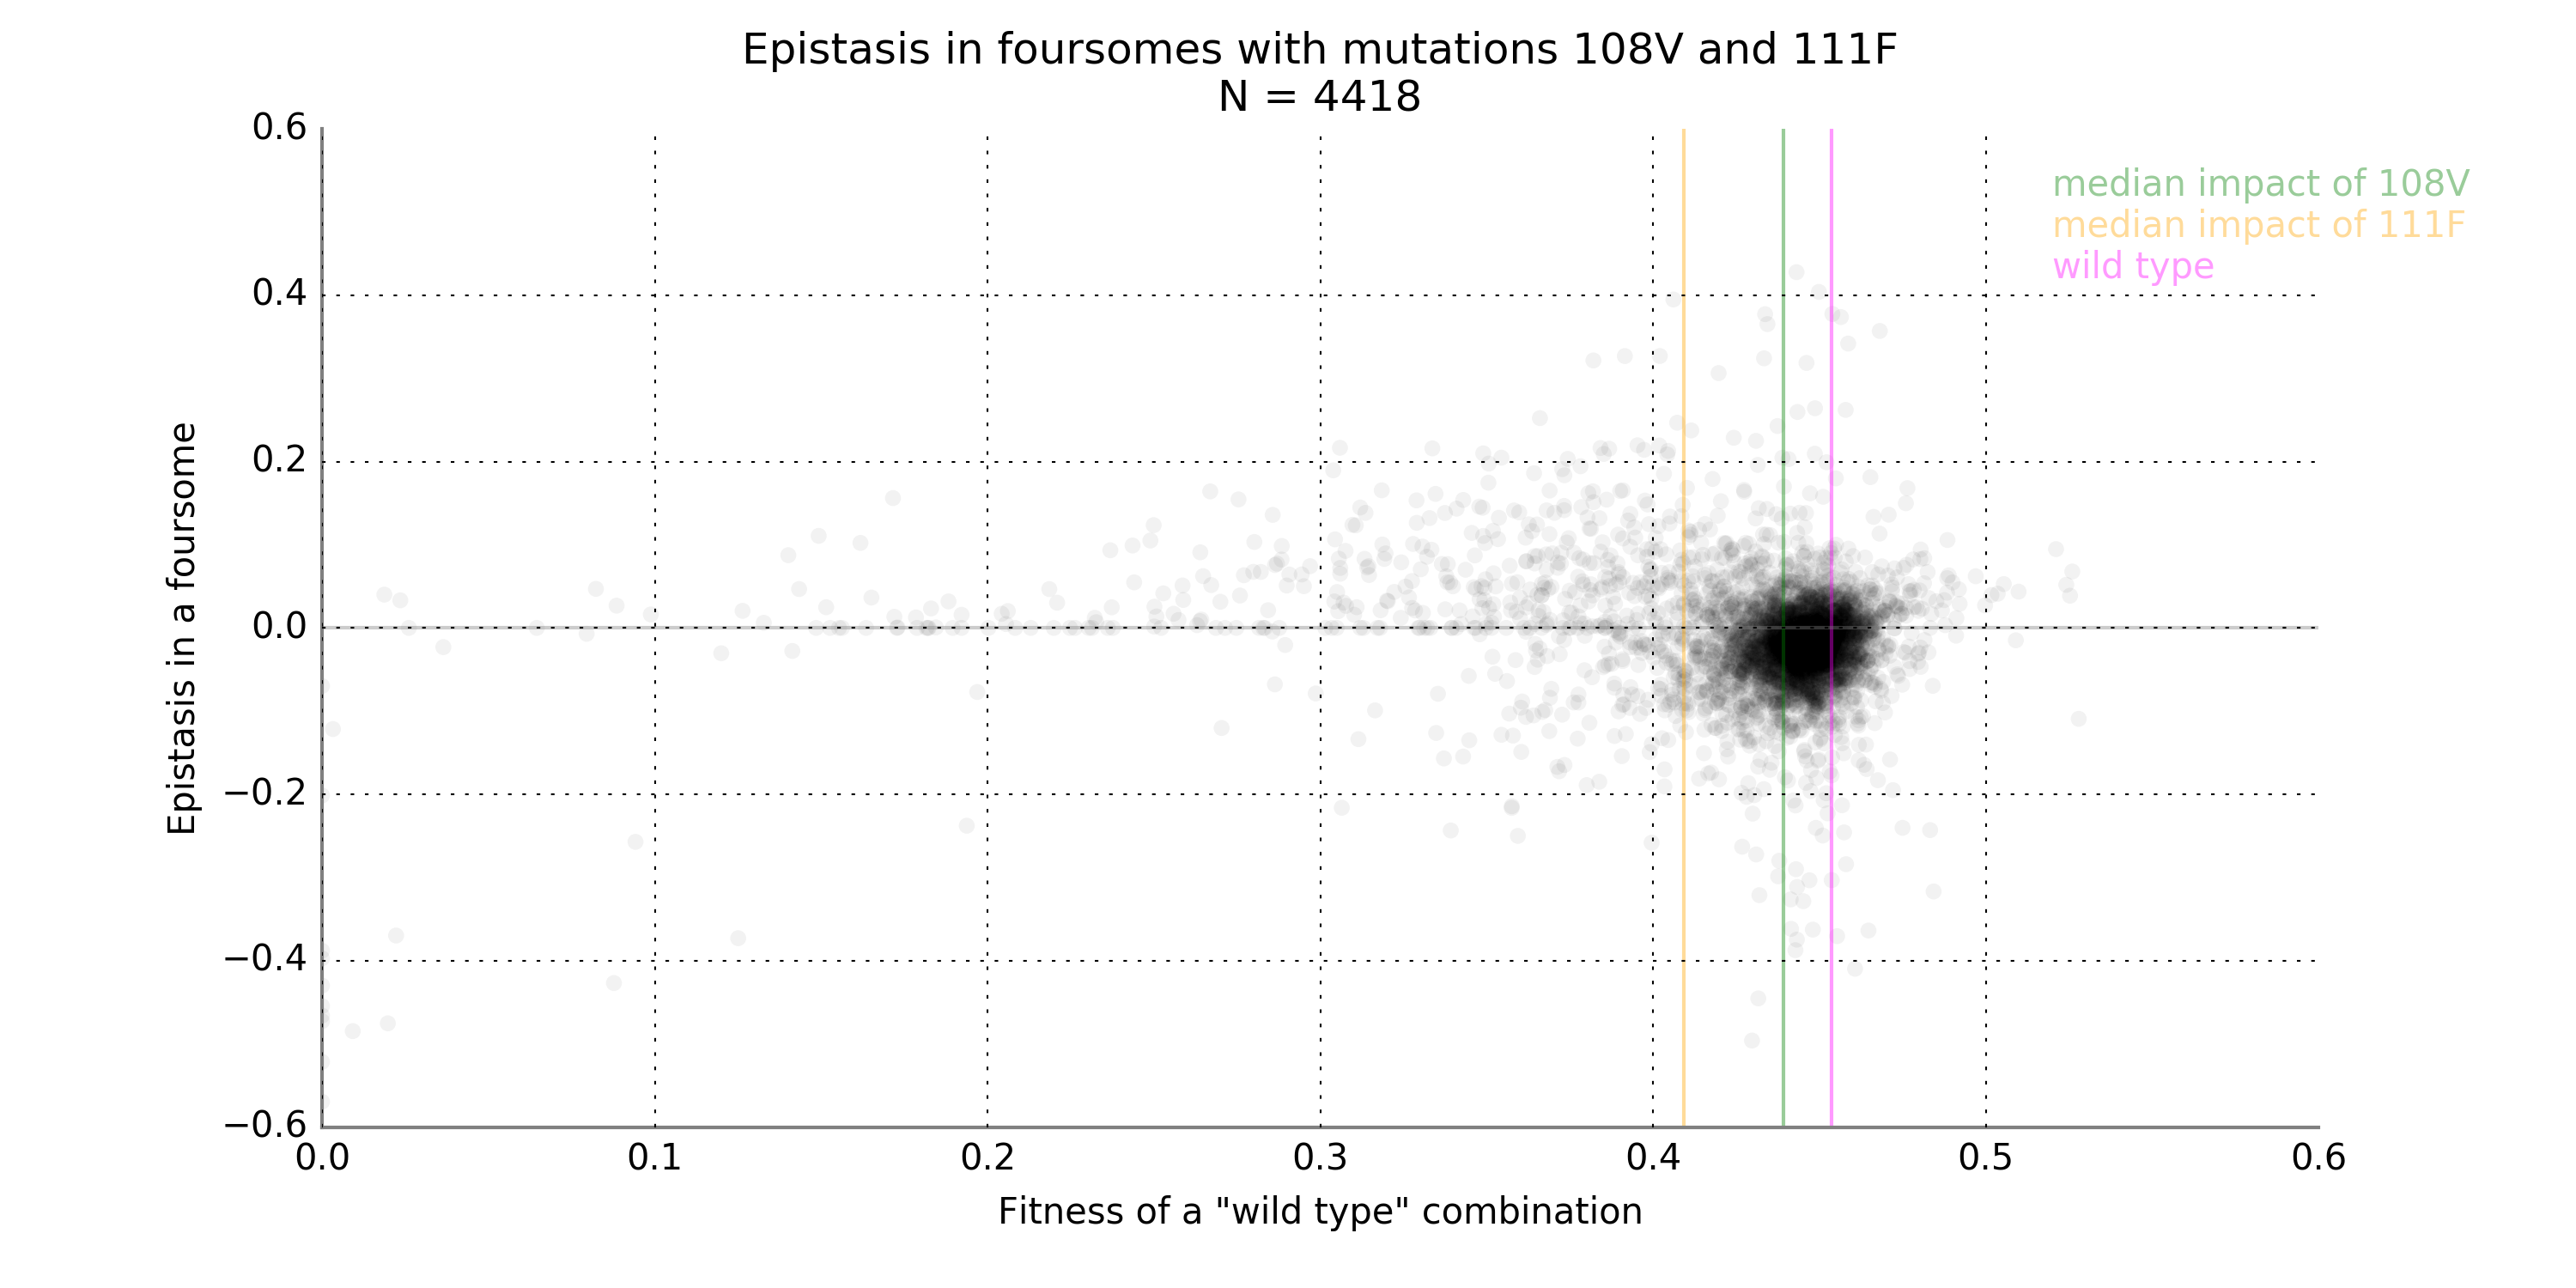 Epistasis in foursomes with mutations 108V and 111F
N = 4418
median impact of 108V
median impact of 111F
wild type
0.6
0.4
0.2
0.0
−0.2
−0.4
−0.6
Epistasis in a foursome
0.0 0.1 0.2 0.3 0.4 0.5 0.6
Fitness of a "wild type" combination